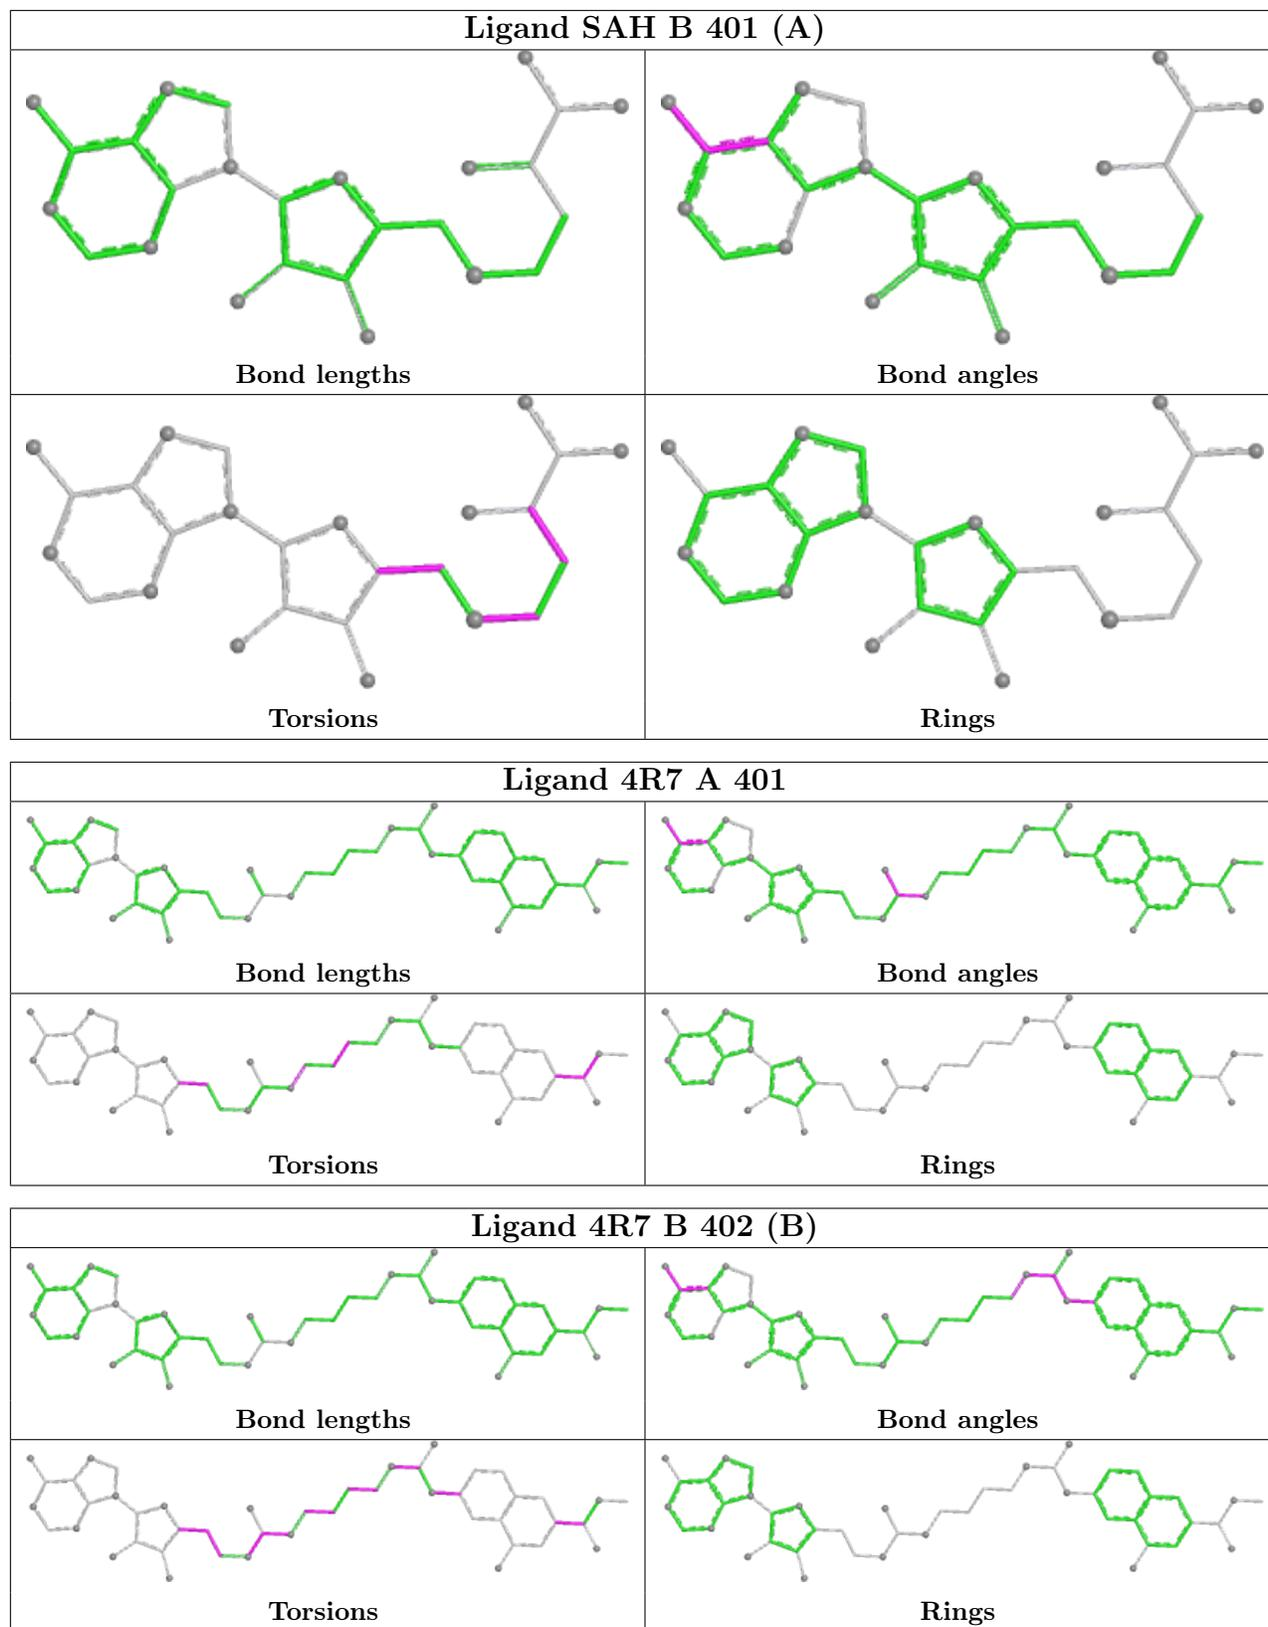 Ligand SAH B 401 (A)
Bond lengths
Bond angles
Torsions
Rings
Ligand 4R7 A 401
Bond lengths
Bond angles
Torsions
Rings
Ligand 4R7 B 402 (B)
Bond lengths
Bond angles
Torsions
Rings